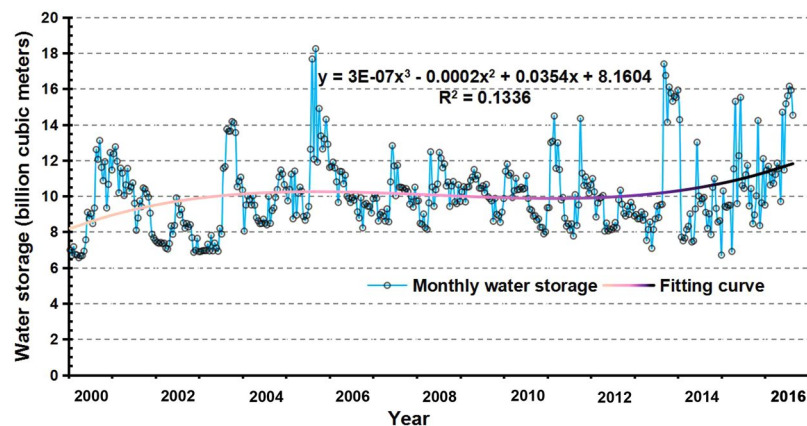 20
18
16
14
12
10
8
6
4
2
0
Water storage (billion cubic meters)
y = 3E-07x³ - 0.0002x² + 0.0354x + 8.1604
R² = 0.1336
Monthly water storage
Fitting curve
2000 2002 2004 2006 2008 2010 2012 2014 2016
Year